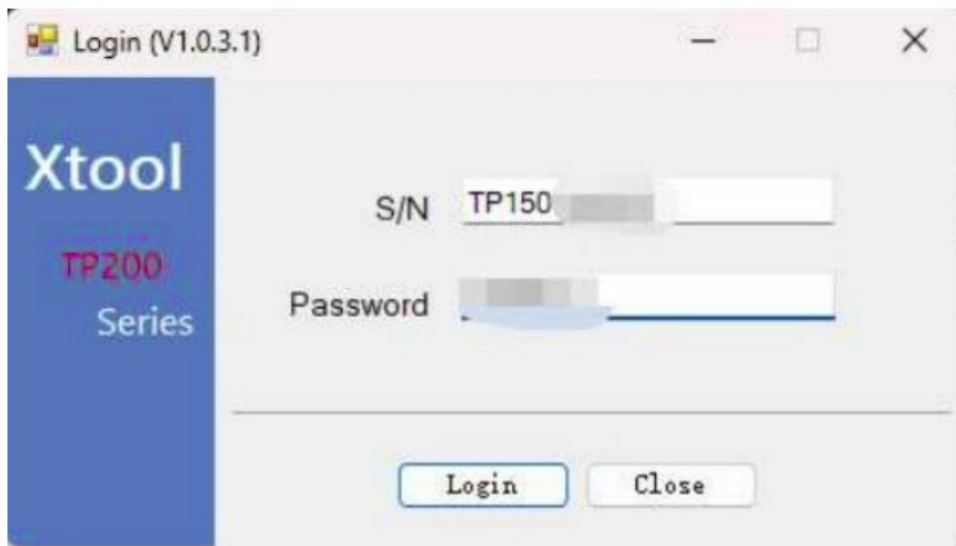 Login (V1.0.3.1)
Xtool
TP200
Series
S/N TP150
Password
Login Close